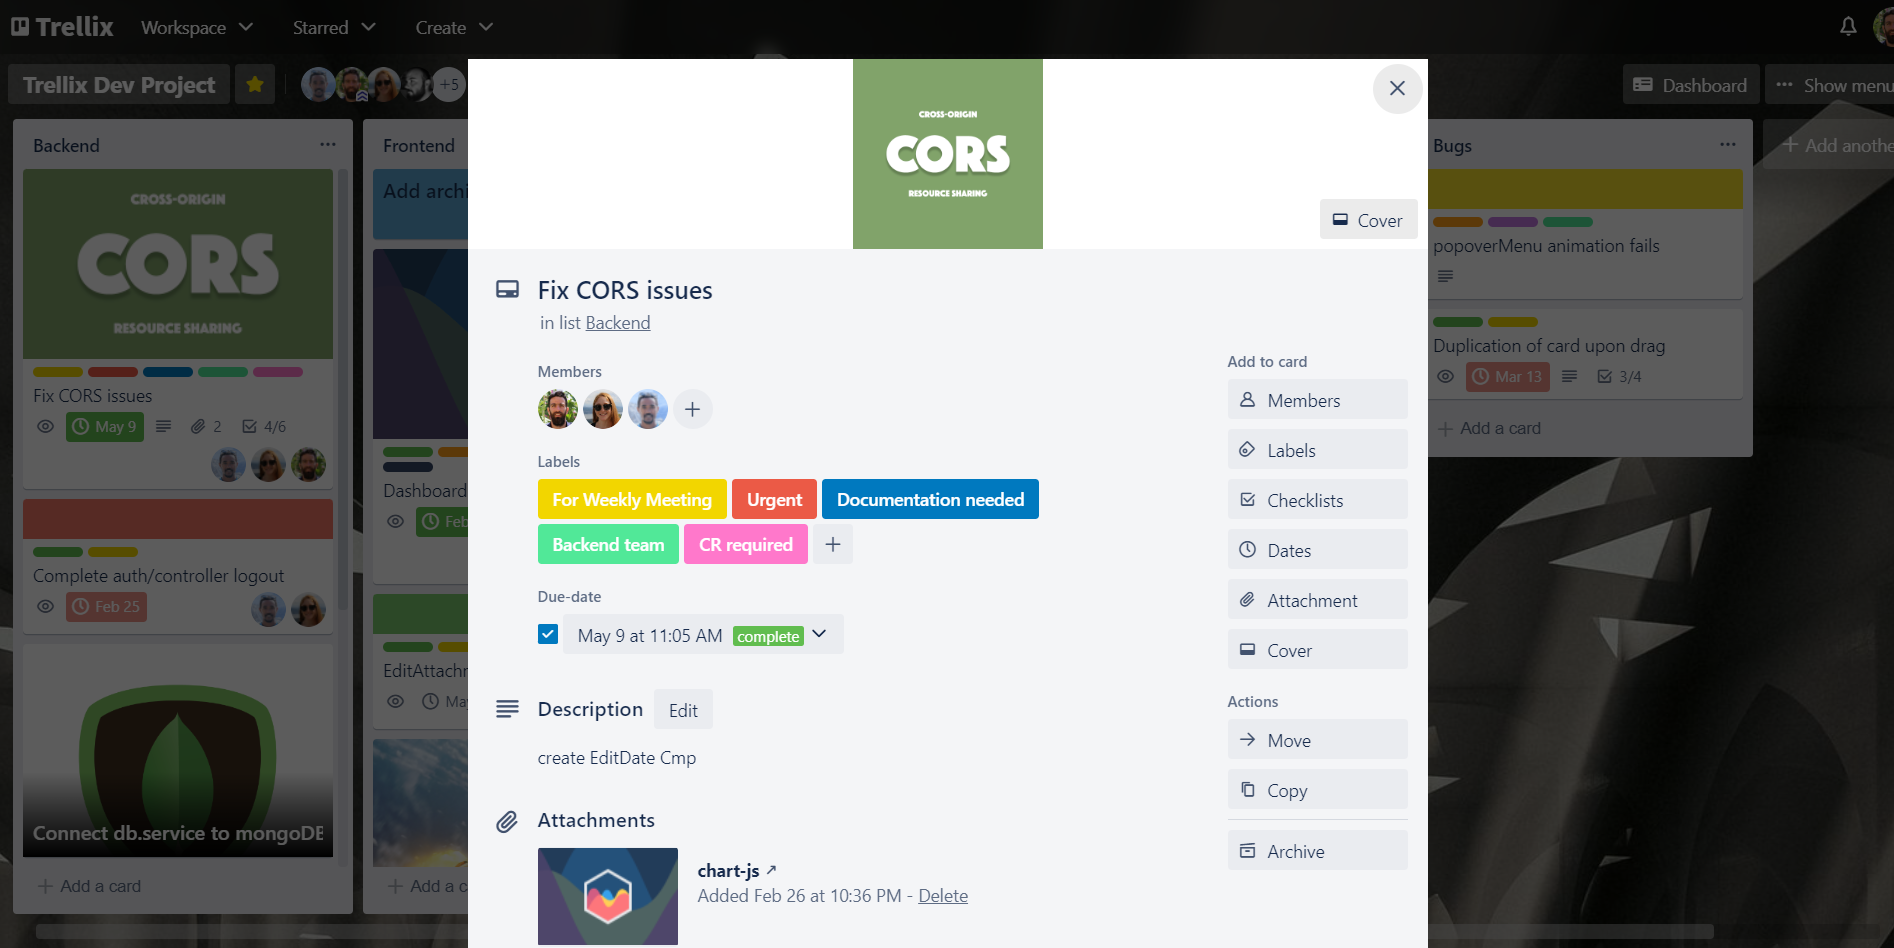 Trellix
Workspace
Starred
Create
Trellix Dev Project
+5
Dashboard
Show menu
Backend
CROSS-ORIGIN
CORS
RESOURCE SHARING
Fix CORS issues
May 9
2
4/6
Complete auth/controller logout
Feb 25
Connect db.service to mongoDB
Add a card
Frontend
Add archi
Dashboard
Feb
EditAttachm
May
Add a c
CROSS-ORIGIN
CORS
RESOURCE SHARING
Cover
Fix CORS issues
in list Backend
Members
Labels
For Weekly Meeting
Urgent
Documentation needed
Backend team
CR required
Due-date
May 9 at 11:05 AM complete
Description
Edit
create EditDate Cmp
Attachments
chart-js
Added Feb 26 at 10:36 PM - Delete
Add to card
Members
Labels
Checklists
Dates
Attachment
Cover
Actions
Move
Copy
Archive
Bugs
popoverMenu animation fails
Duplication of card upon drag
Mar 13
3/4
Add a card
Add anothe